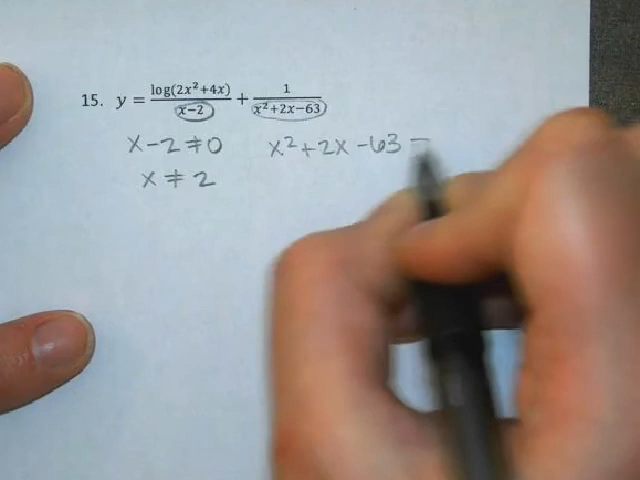 15. y = log(2x²+4x)/x−2 + 1/x²+2x−63
x−2≠0 x²+2x−63 =
x≠2